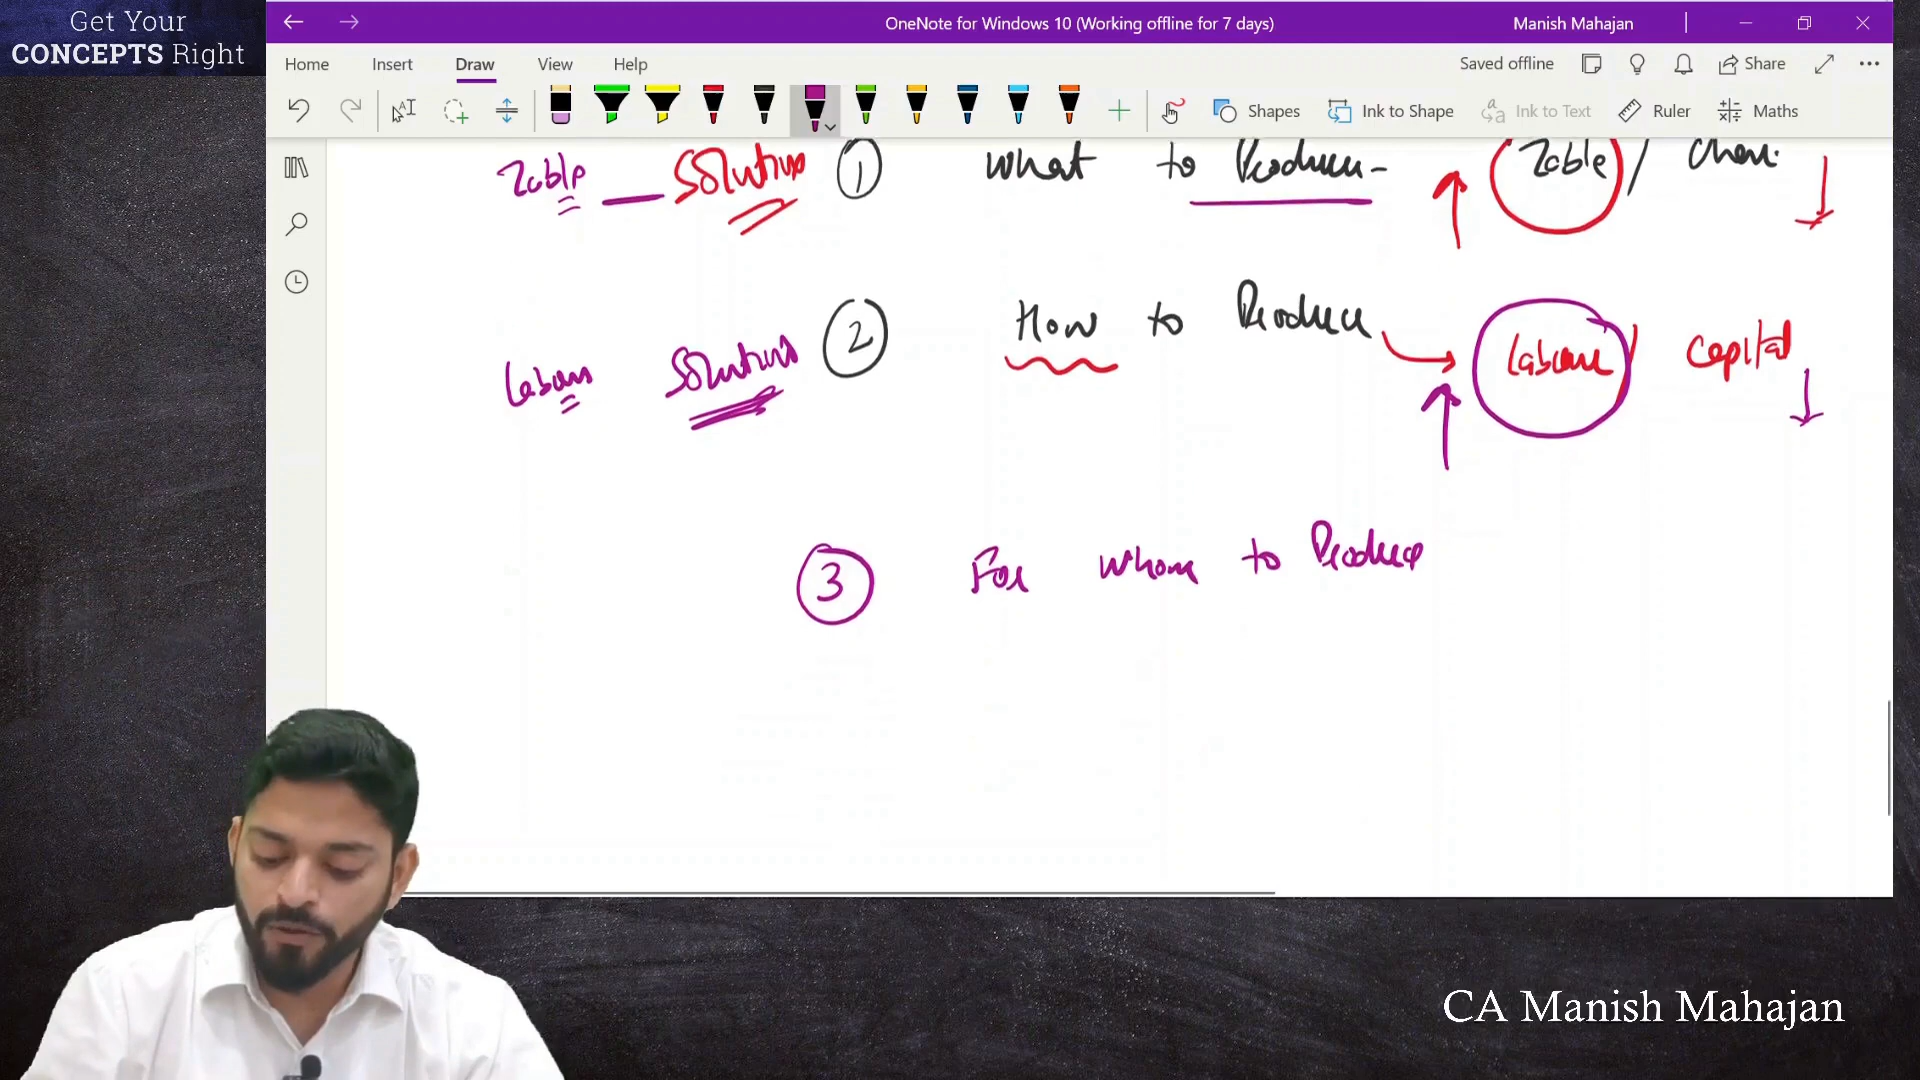 Get Your
CONCEPTS Right
OneNote for Windows 10 (Working offline for 7 days)
Manish Mahajan
Home Insert Draw View Help
Saved offline
Share
Shapes
Ink to Shape
Ink to Text
Ruler
Maths
Table — Solution ① What to Produce - Table /
Labour Solution ② How to Produce Labour / Capital
③ For Whom to Produce
CA Manish Mahajan